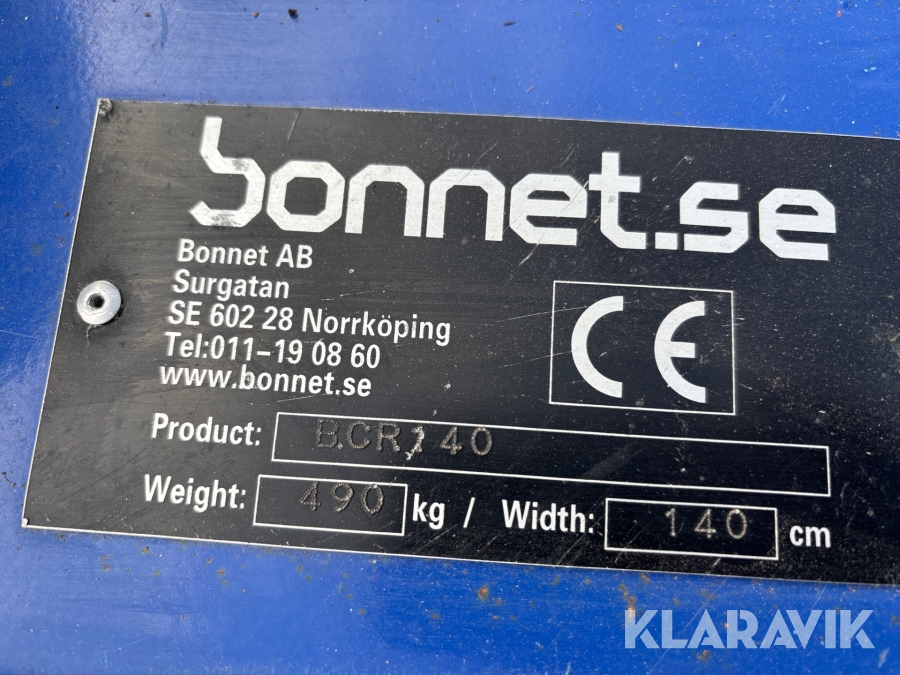 bonnet.se
Bonnet AB
Surgatan
SE 602 28 Norrköping
Tel:011-19 08 60
www.bonnet.se
CE
Product: BCR140
Weight: 490 kg / Width: 140 cm
KLARAVIK